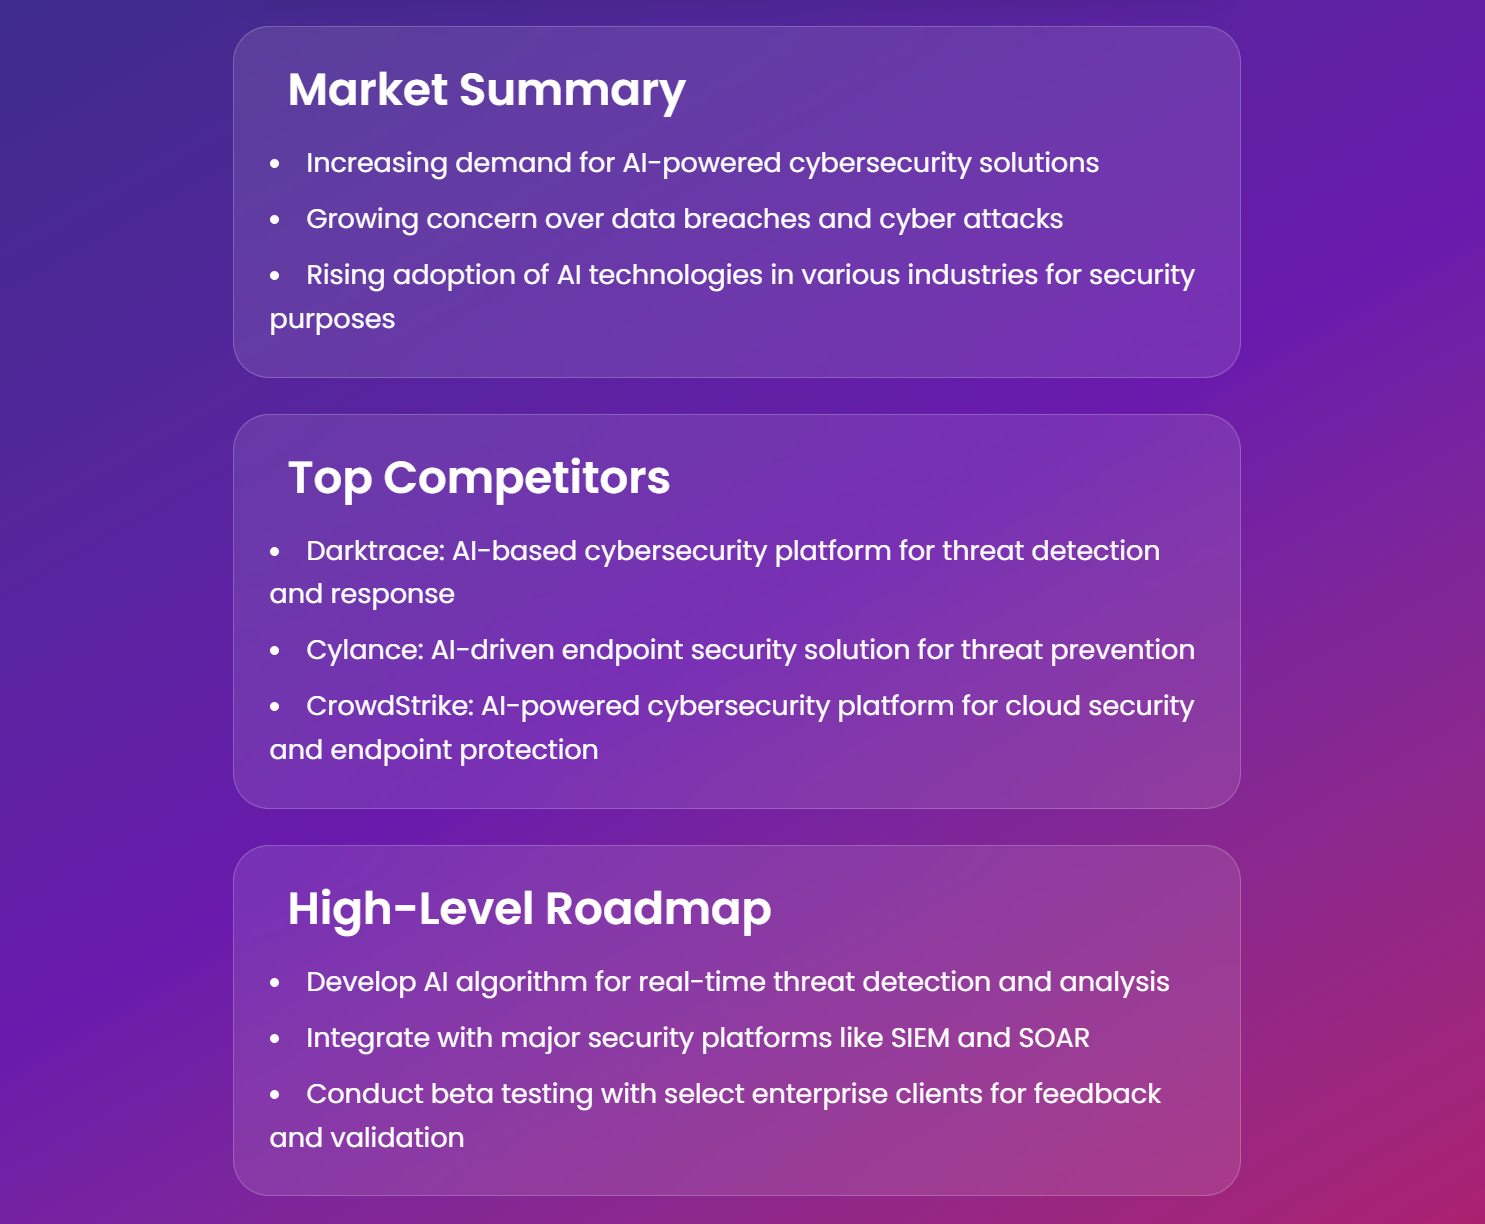 Market Summary
• Increasing demand for AI-powered cybersecurity solutions
• Growing concern over data breaches and cyber attacks
• Rising adoption of AI technologies in various industries for security
purposes
Top Competitors
• Darktrace: AI-based cybersecurity platform for threat detection
and response
• Cylance: AI-driven endpoint security solution for threat prevention
• CrowdStrike: AI-powered cybersecurity platform for cloud security
and endpoint protection
High-Level Roadmap
• Develop AI algorithm for real-time threat detection and analysis
• Integrate with major security platforms like SIEM and SOAR
• Conduct beta testing with select enterprise clients for feedback
and validation